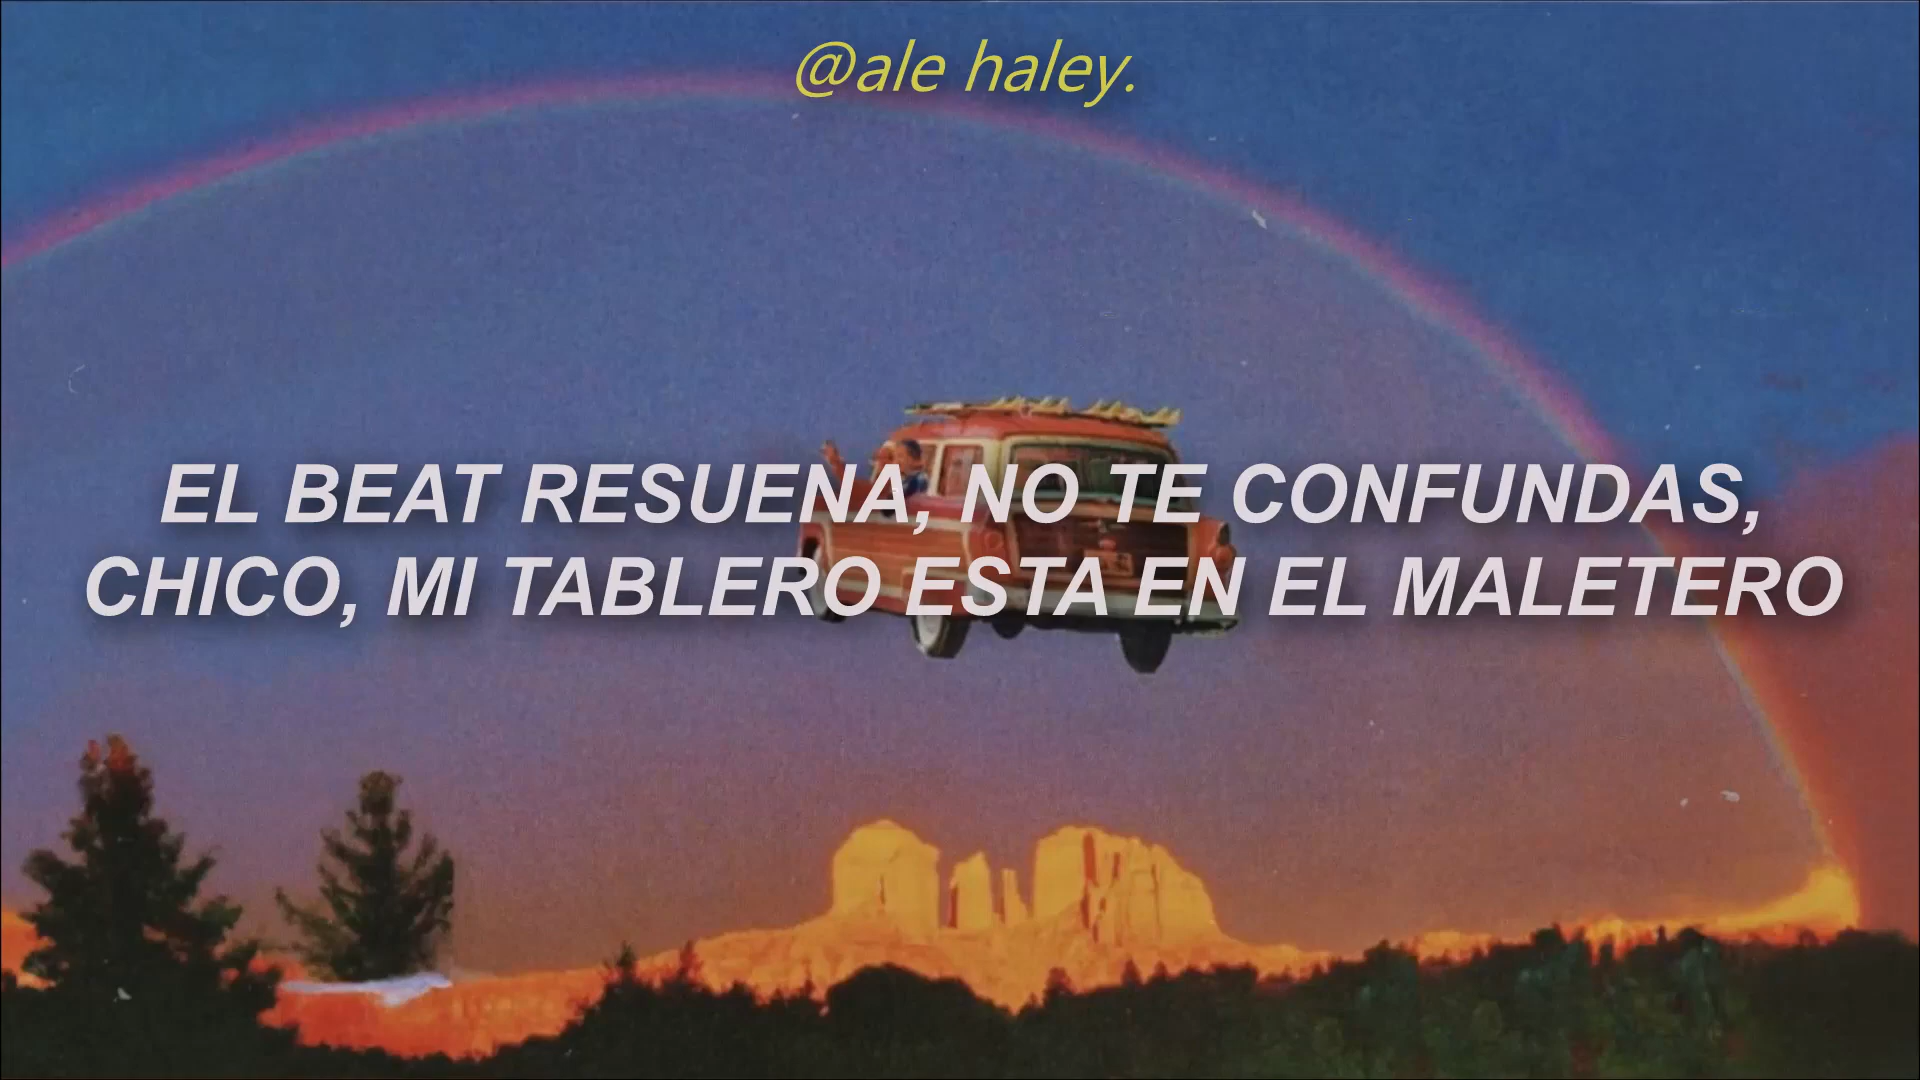 @ale haley.
EL BEAT RESUENA, NO TE CONFUNDAS,
CHICO, MI TABLERO ESTA EN EL MALETERO